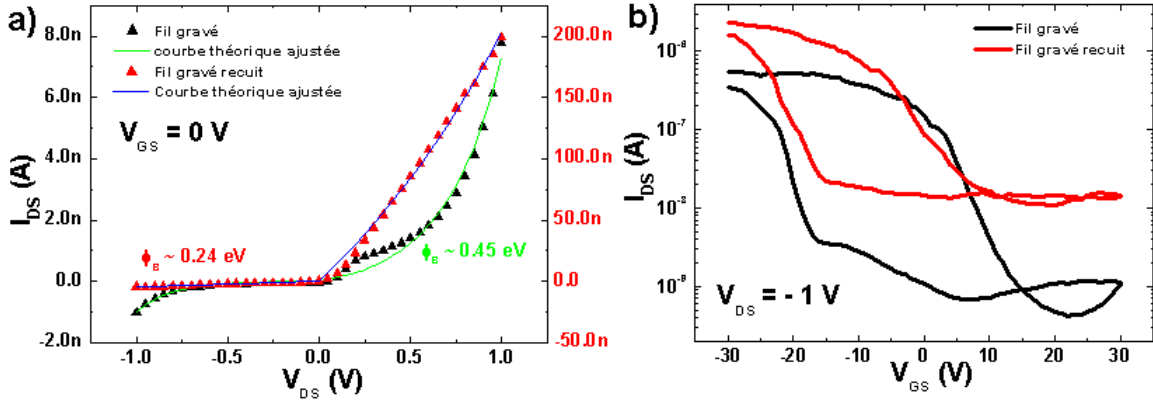 a)
8.0n
6.0n
4.0n
2.0n
0.0
-2.0n
I_DS (A)
Fil gravé
courbe théorique ajustée
Fil gravé recuit
Courbe théorique ajustée
V_GS = 0 V
Φ_B ~ 0.24 eV
Φ_B ~ 0.45 eV
200.0n
150.0n
100.0n
50.0n
0.0
-50.0n
-1.0 -0.5 0.0 0.5 1.0
V_DS (V)
b)
10^-6
10^-7
10^-8
10^-9
I_DS (A)
Fil gravé
Fil gravé recuit
V_DS = - 1 V
-30 -20 -10 0 10 20 30
V_GS (V)